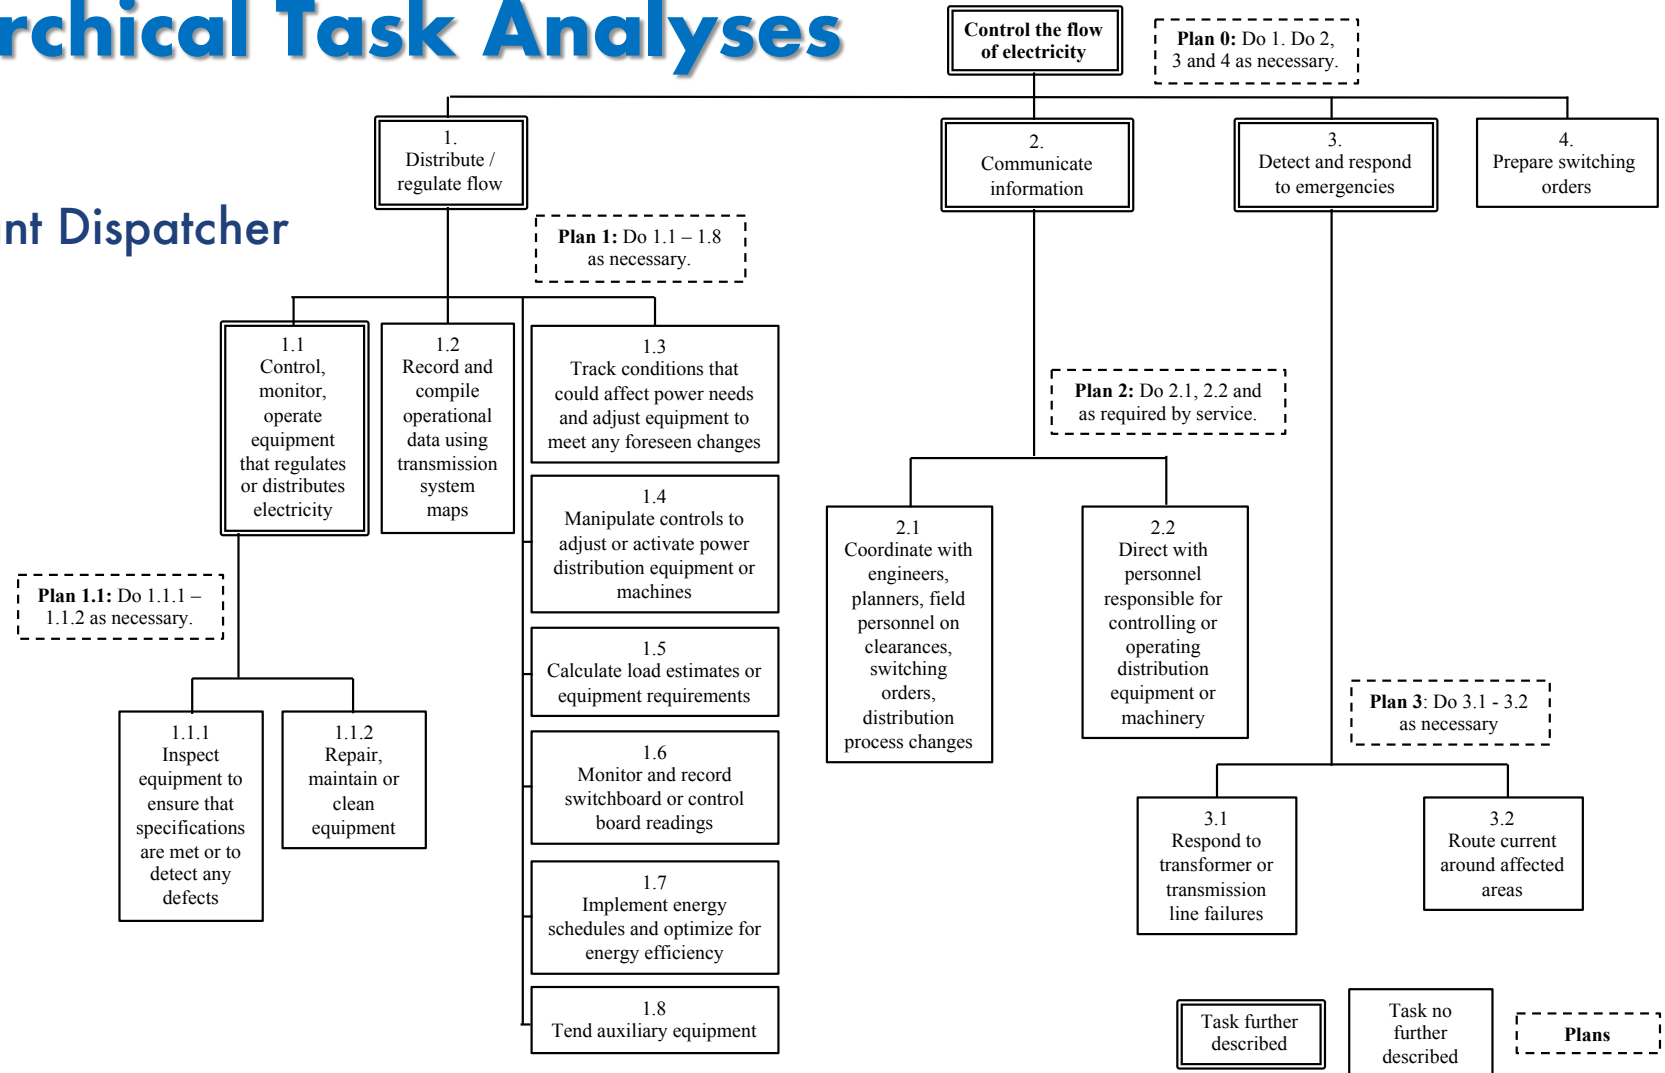 rchical Task Analyses
nt Dispatcher
Control the flow
of electricity
Plan 0: Do 1. Do 2,
3 and 4 as necessary.
1.
Distribute /
regulate flow
2.
Communicate
information
3.
Detect and respond
to emergencies
4.
Prepare switching
orders
Plan 1: Do 1.1 – 1.8
as necessary.
1.1
Control,
monitor,
operate
equipment
that regulates
or distributes
electricity
1.2
Record and
compile
operational
data using
transmission
system
maps
1.3
Track conditions that
could affect power needs
and adjust equipment to
meet any foreseen changes
1.4
Manipulate controls to
adjust or activate power
distribution equipment or
machines
1.5
Calculate load estimates or
equipment requirements
1.6
Monitor and record
switchboard or control
board readings
1.7
Implement energy
schedules and optimize for
energy efficiency
1.8
Tend auxiliary equipment
Plan 1.1: Do 1.1.1 –
1.1.2 as necessary.
1.1.1
Inspect
equipment to
ensure that
specifications
are met or to
detect any
defects
1.1.2
Repair,
maintain or
clean
equipment
Plan 2: Do 2.1, 2.2 and
as required by service.
2.1
Coordinate with
engineers,
planners, field
personnel on
clearances,
switching
orders,
distribution
process changes
2.2
Direct with
personnel
responsible for
controlling or
operating
distribution
equipment or
machinery
Plan 3: Do 3.1 - 3.2
as necessary
3.1
Respond to
transformer or
transmission
line failures
3.2
Route current
around affected
areas
Task further
described
Task no
further
described
Plans